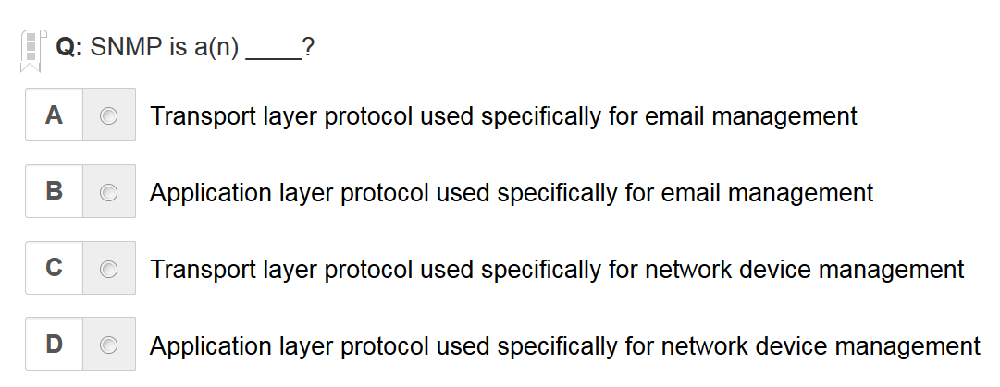 Q: SNMP is a(n) ____?
A Transport layer protocol used specifically for email management
B Application layer protocol used specifically for email management
C Transport layer protocol used specifically for network device management
D Application layer protocol used specifically for network device management